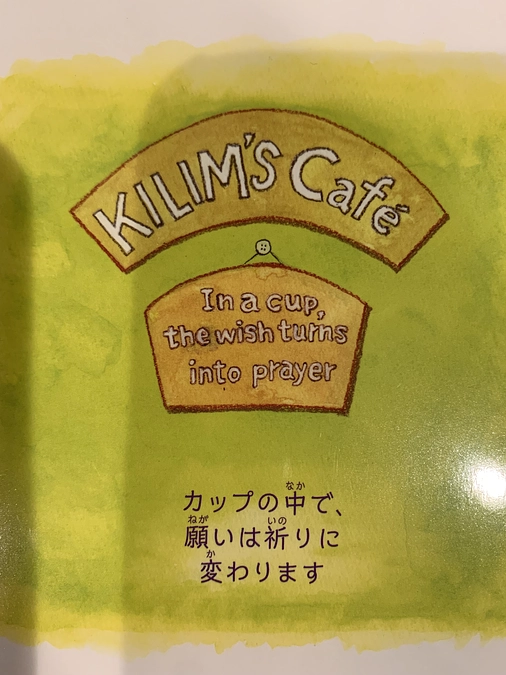 KILIM'S Café
In a cup,
the wish turns
into prayer
カップの中で、
願いは祈りに
変わります